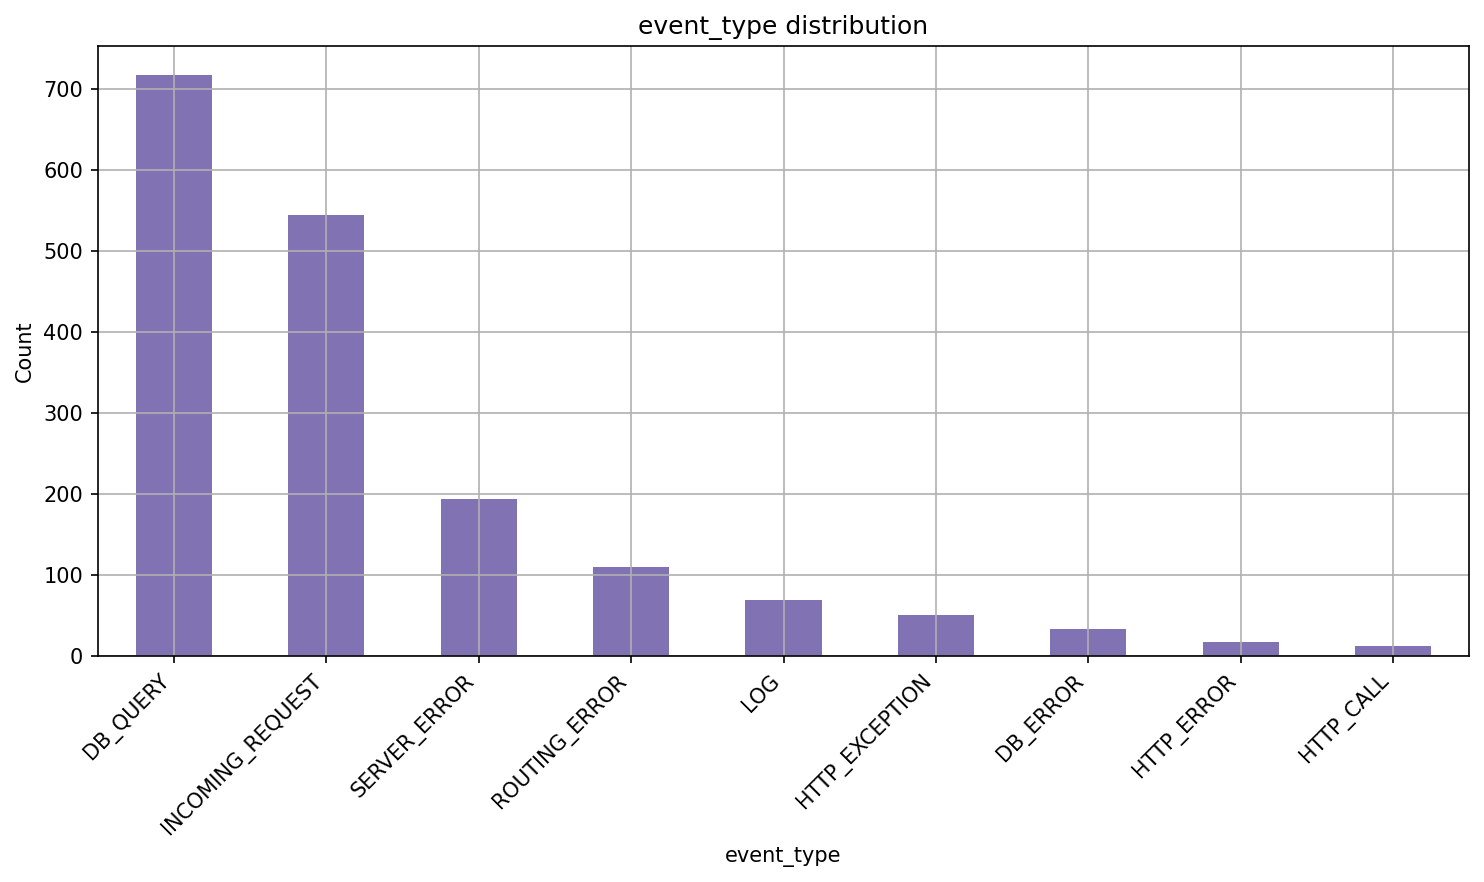 event_type distribution
700
600
500
400
300
200
100
0
Count
DB_QUERY
INCOMING_REQUEST
SERVER_ERROR
ROUTING_ERROR
LOG
HTTP_EXCEPTION
DB_ERROR
HTTP_ERROR
HTTP_CALL
event_type